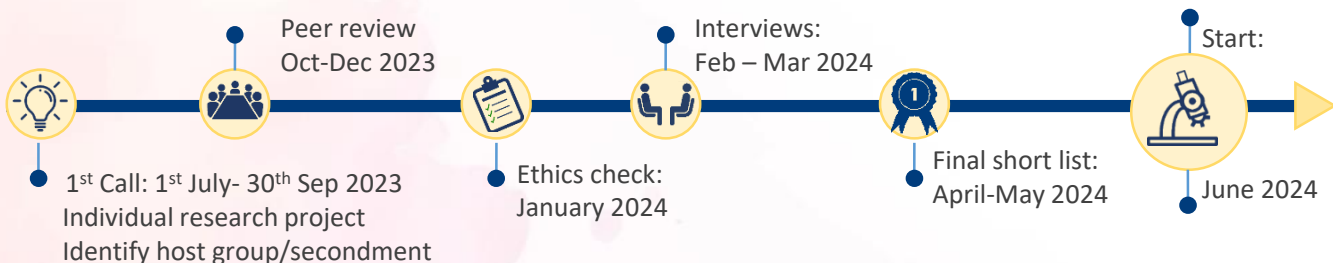 1st Call: 1st July- 30th Sep 2023
Individual research project
Identify host group/secondment
Peer review
Oct-Dec 2023
Ethics check:
January 2024
Interviews:
Feb – Mar 2024
1
Final short list:
April-May 2024
Start:
June 2024